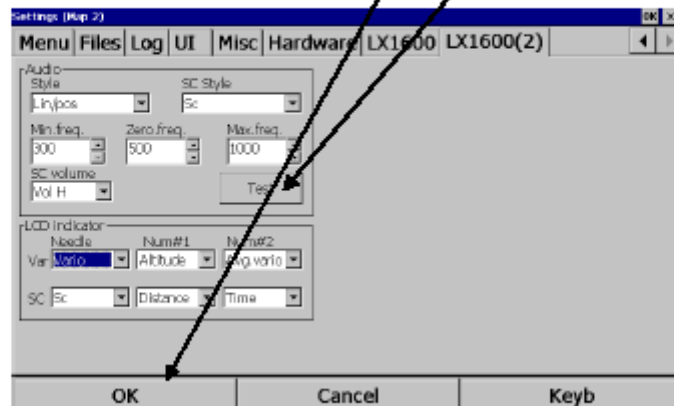 Settings (Map 2) OK ×
Menu Files Log UI Misc Hardware LX1600 LX1600(2)
Audio
Style SC Style
Lin/pos Sc
Min.freq. Zero.freq. Max.freq.
300 500 1000
SC volume
Vol H Test
LCD Indicator
Needle Num#1 Num#2
Var Vario Altitude Avg.vario
SC Sc Distance Time
OK Cancel Keyb